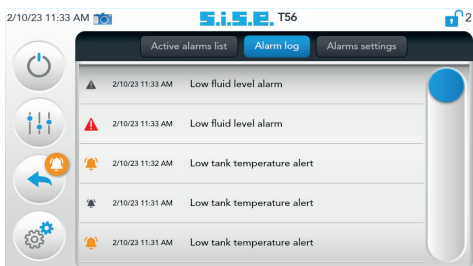 2/10/23 11:33 AM S.i.S.E. T56 2
Active alarms list Alarm log Alarms settings
2/10/23 11:33 AM Low fluid level alarm
2/10/23 11:33 AM Low fluid level alarm
2/10/23 11:32 AM Low tank temperature alert
2/10/23 11:31 AM Low tank temperature alert
2/10/23 11:31 AM Low tank temperature alert